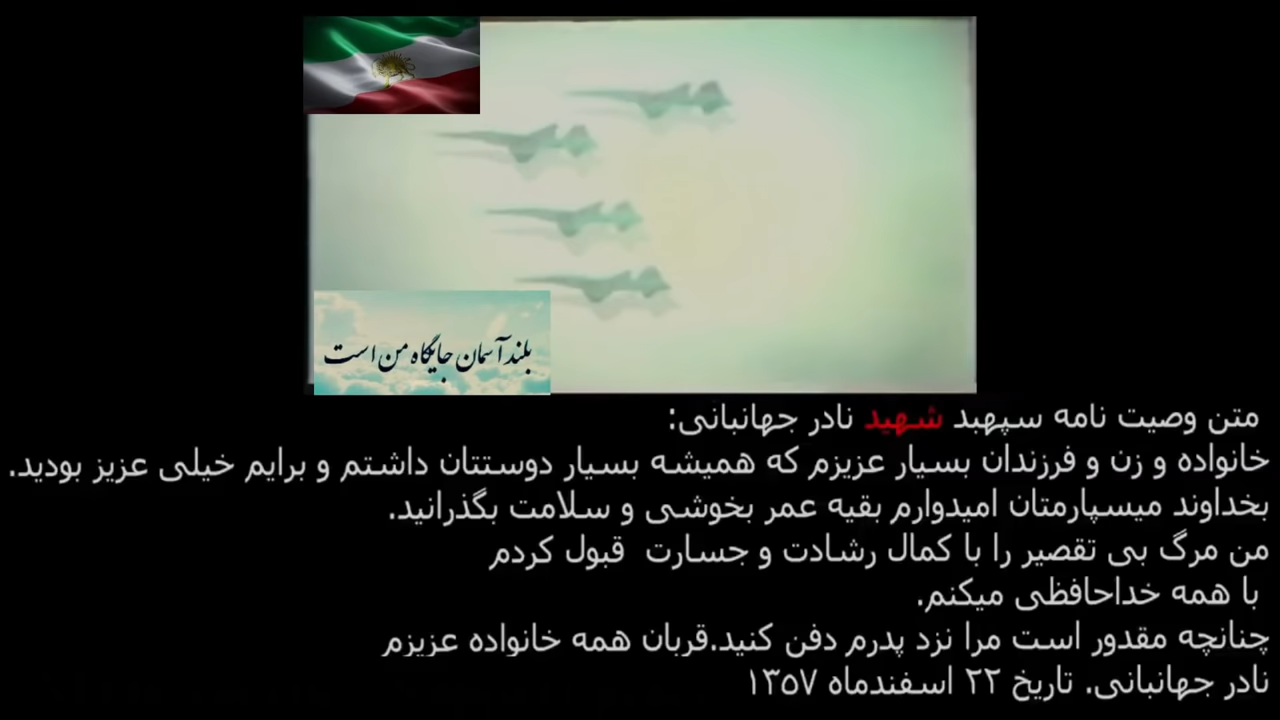 بلند آسمان جایگاه من است
متن وصیت نامه سپهبد شهید نادر جهانبانی:
خانواده و زن و فرزندان بسیار عزیزم که همیشه بسیار دوستتان داشتم و برایم خیلی عزیز بودید.
بخداوند میسپارمتان امیدوارم بقیه عمر بخوشی و سلامت بگذرانید.
من مرگ بی تقصیر را با کمال رشادت و جسارت قبول کردم
با همه خداحافظی میکنم.
چنانچه مقدور است مرا نزد پدرم دفن کنید.قربان همه خانواده عزیزم
نادر جهانبانی. تاریخ ۲۲ اسفندماه ۱۳۵۷